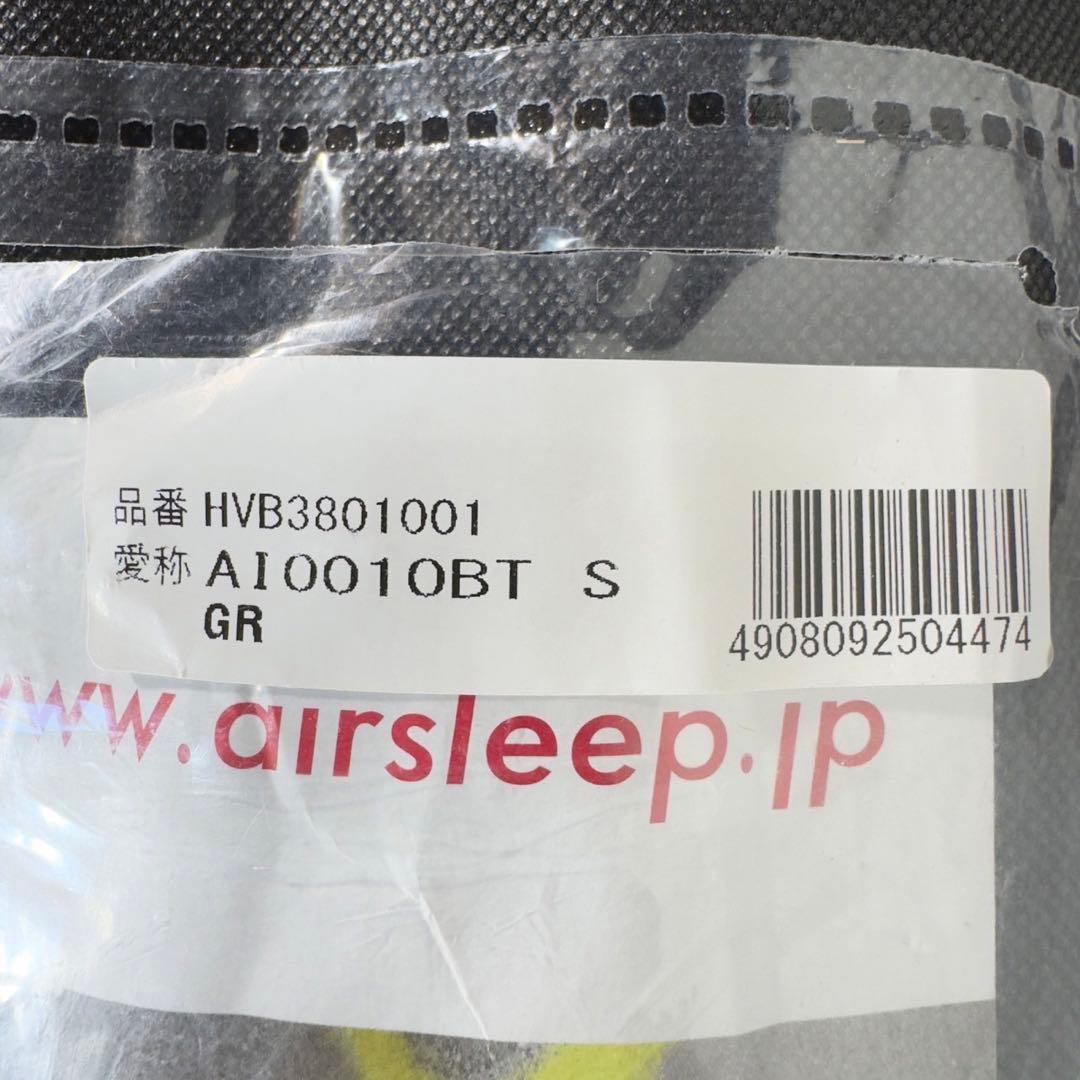 品番 HVB3801001
愛称 AI0010BT S
GR
4908092504474
www.airsleep.jp